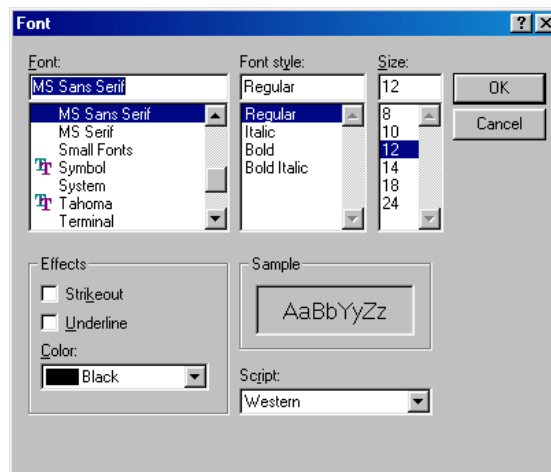 Font
Font:
MS Sans Serif
MS Sans Serif
MS Serif
Small Fonts
Symbol
System
Tahoma
Terminal
Font style:
Regular
Regular
Italic
Bold
Bold Italic
Size:
12
8
10
12
14
18
24
OK
Cancel
Effects
Strikeout
Underline
Color:
Black
Sample
AaBbYyZz
Script:
Western